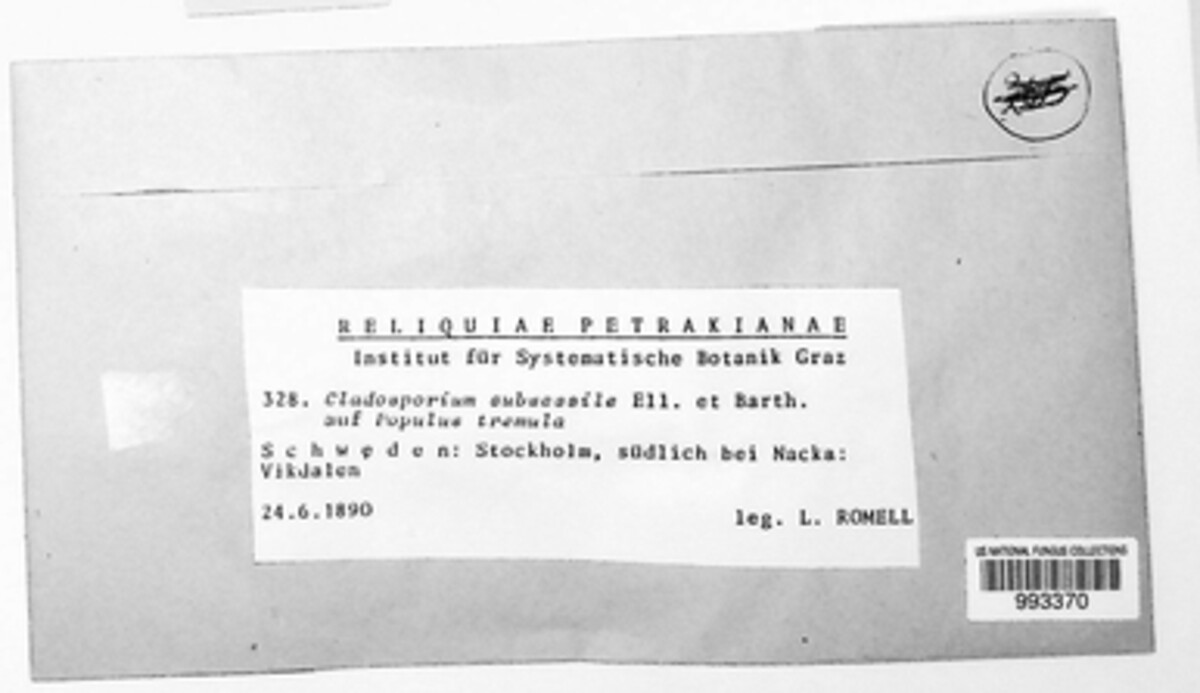 RELIQUIAE PETRAKIANAE
Institut für Systematische Botanik Graz
328. Cladosporium subsessile Ell. et Barth.
auf Populus tremula
Schweden: Stockholm, südlich bei Nacka:
Vikdalen
24.6.1890 leg. L. ROMELL
US NATIONAL FUNGUS COLLECTIONS
993370